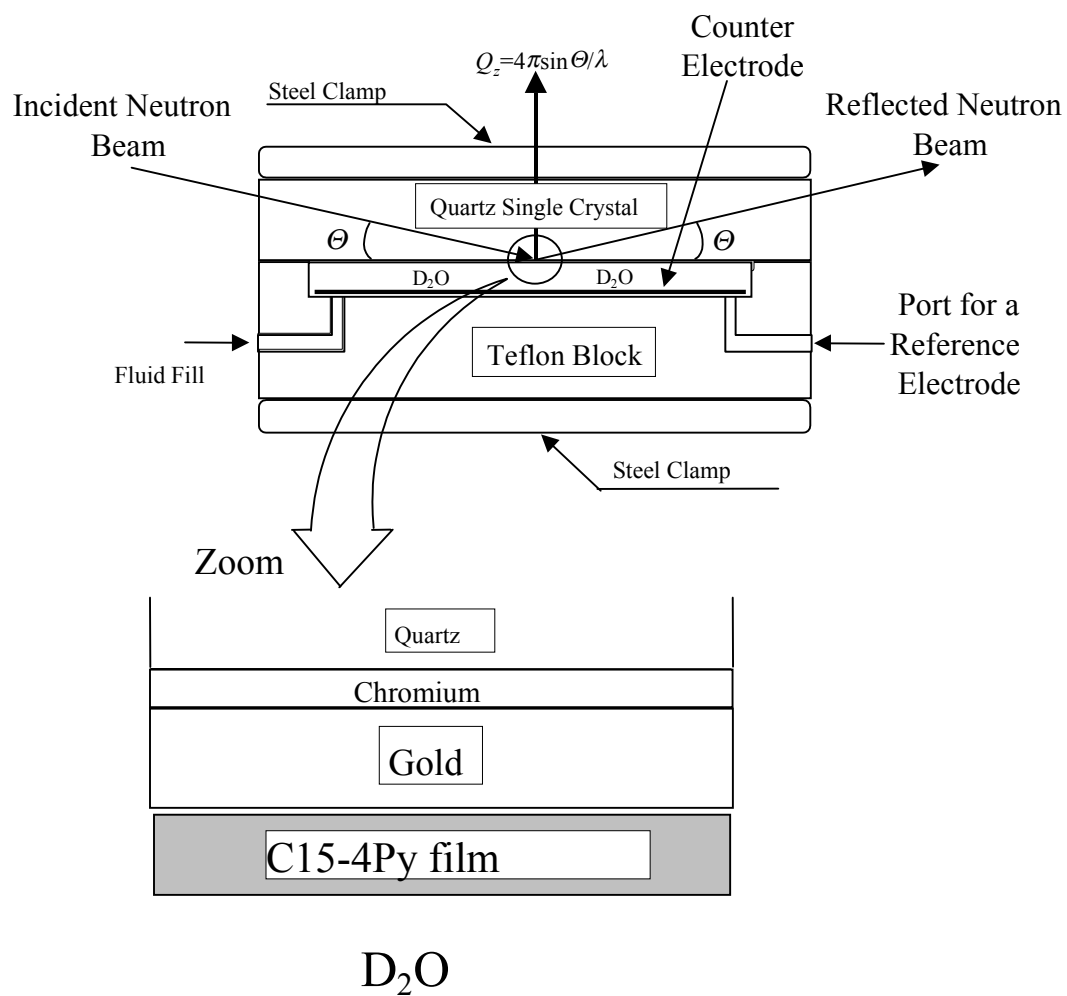 Counter
Electrode
Q_z=4πsinΘ/λ
Steel Clamp
Incident Neutron
Beam
Reflected Neutron
Beam
Quartz Single Crystal
Θ
Θ
D₂O
D₂O
Port for a
Reference
Electrode
Teflon Block
Fluid Fill
Steel Clamp
Zoom
Quartz
Chromium
Gold
C15-4Py film
D₂O